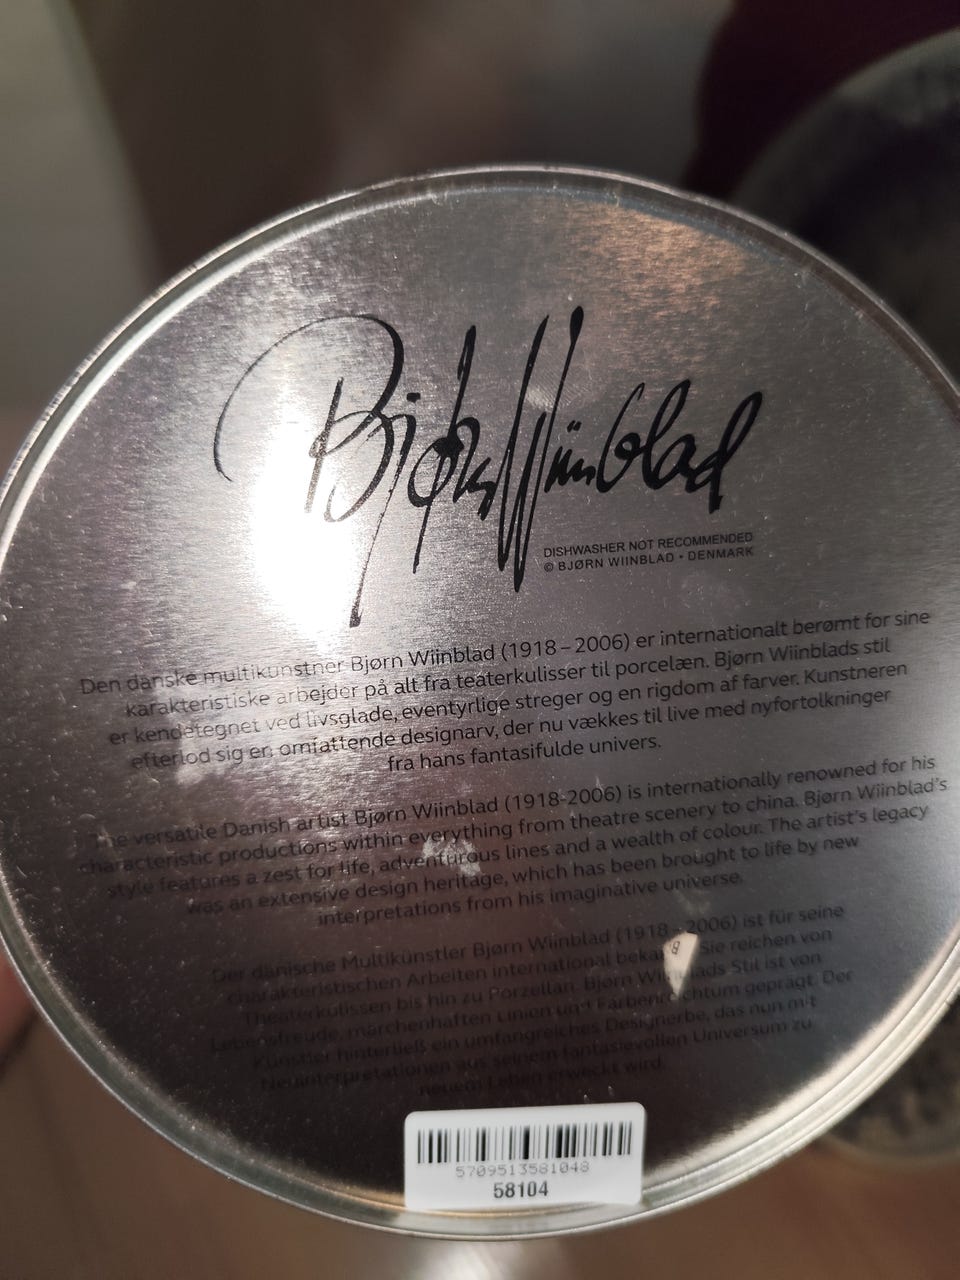 Bjørn Wiinblad
DISHWASHER NOT RECOMMENDED
© BJØRN WIINBLAD • DENMARK
Den danske multikunstner Bjørn Wiinblad (1918–2006) er internationalt berømt for sine
karakteristiske arbejder på alt fra teaterkulisser til porcelæn. Bjørn Wiinblads stil
er kendetegnet ved livsglade, eventyrlige streger og en rigdom af farver. Kunstneren
efterlod sig en omfattende designarv, der nu vækkes til live med nyfortolkninger
fra hans fantasifulde univers.
The versatile Danish artist Bjørn Wiinblad (1918-2006) is internationally renowned for his
characteristic productions within everything from theatre scenery to china. Bjørn Wiinblad's
style features a zest for life, adventurous lines and a wealth of colour. The artist's legacy
was an extensive design heritage, which has been brought to life by new
interpretations from his imaginative universe.
Der dänische Multikünstler Bjørn Wiinblad (1918–2006) ist für seine
charakteristischen Arbeiten international Sie reichen von
Theaterkulissen bis hin zu Porzellan. Bjørn Stil ist von
Lebensfreude, märchenhaften Linien und geprägt. Der
Künstler hinterließ ein umfangreiches Designerbe, das nun mit
Neuinterpretationen aus seinem fantasievollen Universum zu
neuem Leben erweckt wird.
5709513581048
58104